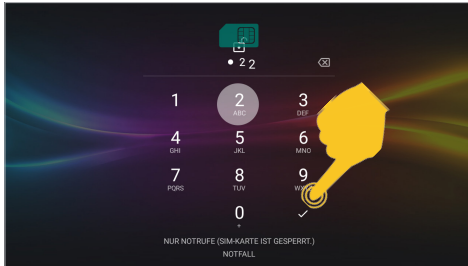 • 2 2
1 2 3
ABC DEF
4 5 6
GHI JKL MNO
7 8 9
PQRS TUV
0
+
NUR NOTRUFE (SIM-KARTE IST GESPERRT.)
NOTFALL